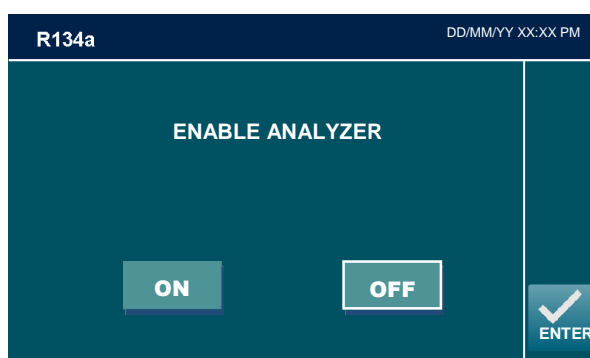 R134a
DD/MM/YY XX:XX PM
ENABLE ANALYZER
ON
OFF
ENTER